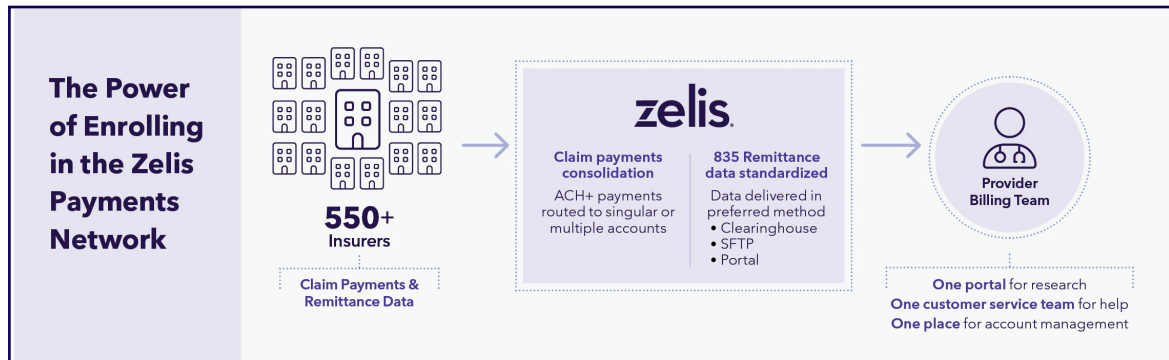 The Power
of Enrolling
in the Zelis
Payments
Network
550+
Insurers
Claim Payments &
Remittance Data
zelis.
Claim payments
consolidation
ACH+ payments
routed to singular or
multiple accounts
835 Remittance
data standardized
Data delivered in
preferred method
• Clearinghouse
• SFTP
• Portal
Provider
Billing Team
One portal for research
One customer service team for help
One place for account management